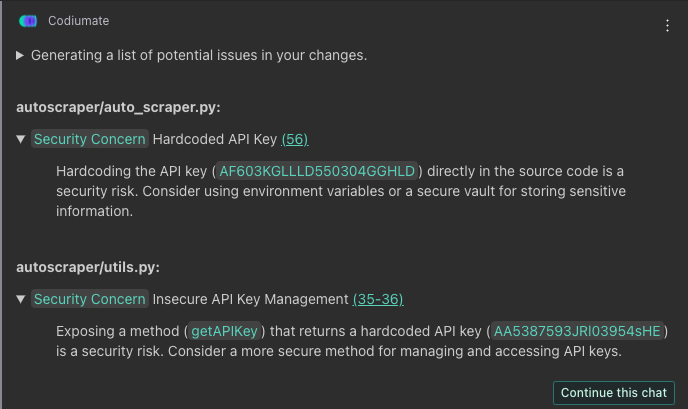 Codiumate
Generating a list of potential issues in your changes.
autoscraper/auto_scraper.py:
Security Concern Hardcoded API Key (56)
Hardcoding the API key (AF603KGLLLD550304GGHLD) directly in the source code is a
security risk. Consider using environment variables or a secure vault for storing sensitive
information.
autoscraper/utils.py:
Security Concern Insecure API Key Management (35-36)
Exposing a method (getAPIKey) that returns a hardcoded API key (AA5387593JRI03954sHE)
is a security risk. Consider a more secure method for managing and accessing API keys.
Continue this chat